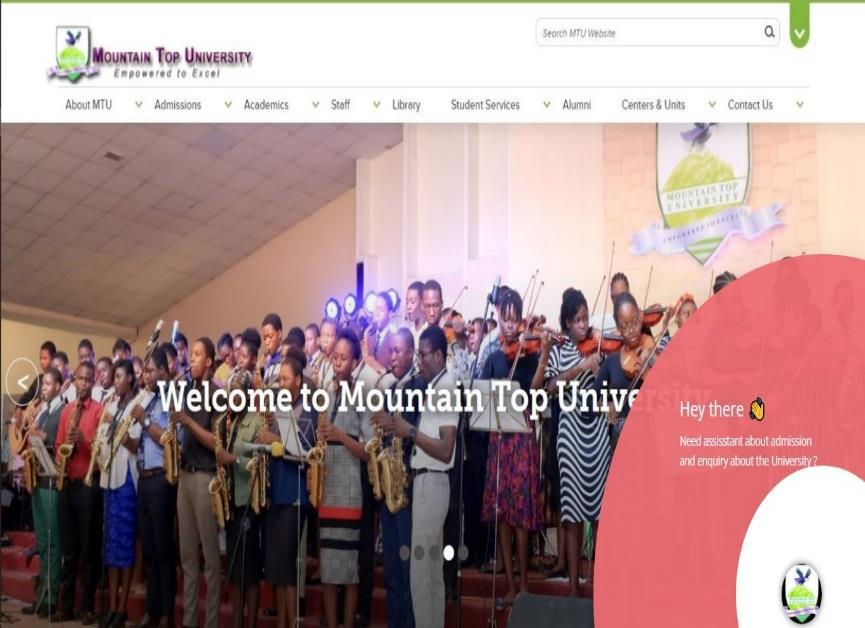 MOUNTAIN TOP UNIVERSITY
Empowered to Excel
Search MTU Website
About MTU Admissions Academics Staff Library Student Services Alumni Centers & Units Contact Us
MOUNTAIN TOP
UNIVERSITY
EMPOWERED TO EXCEL
Welcome to Mountain Top University
Hey there 👋
Need assisstant about admission
and enquiry about the University ?